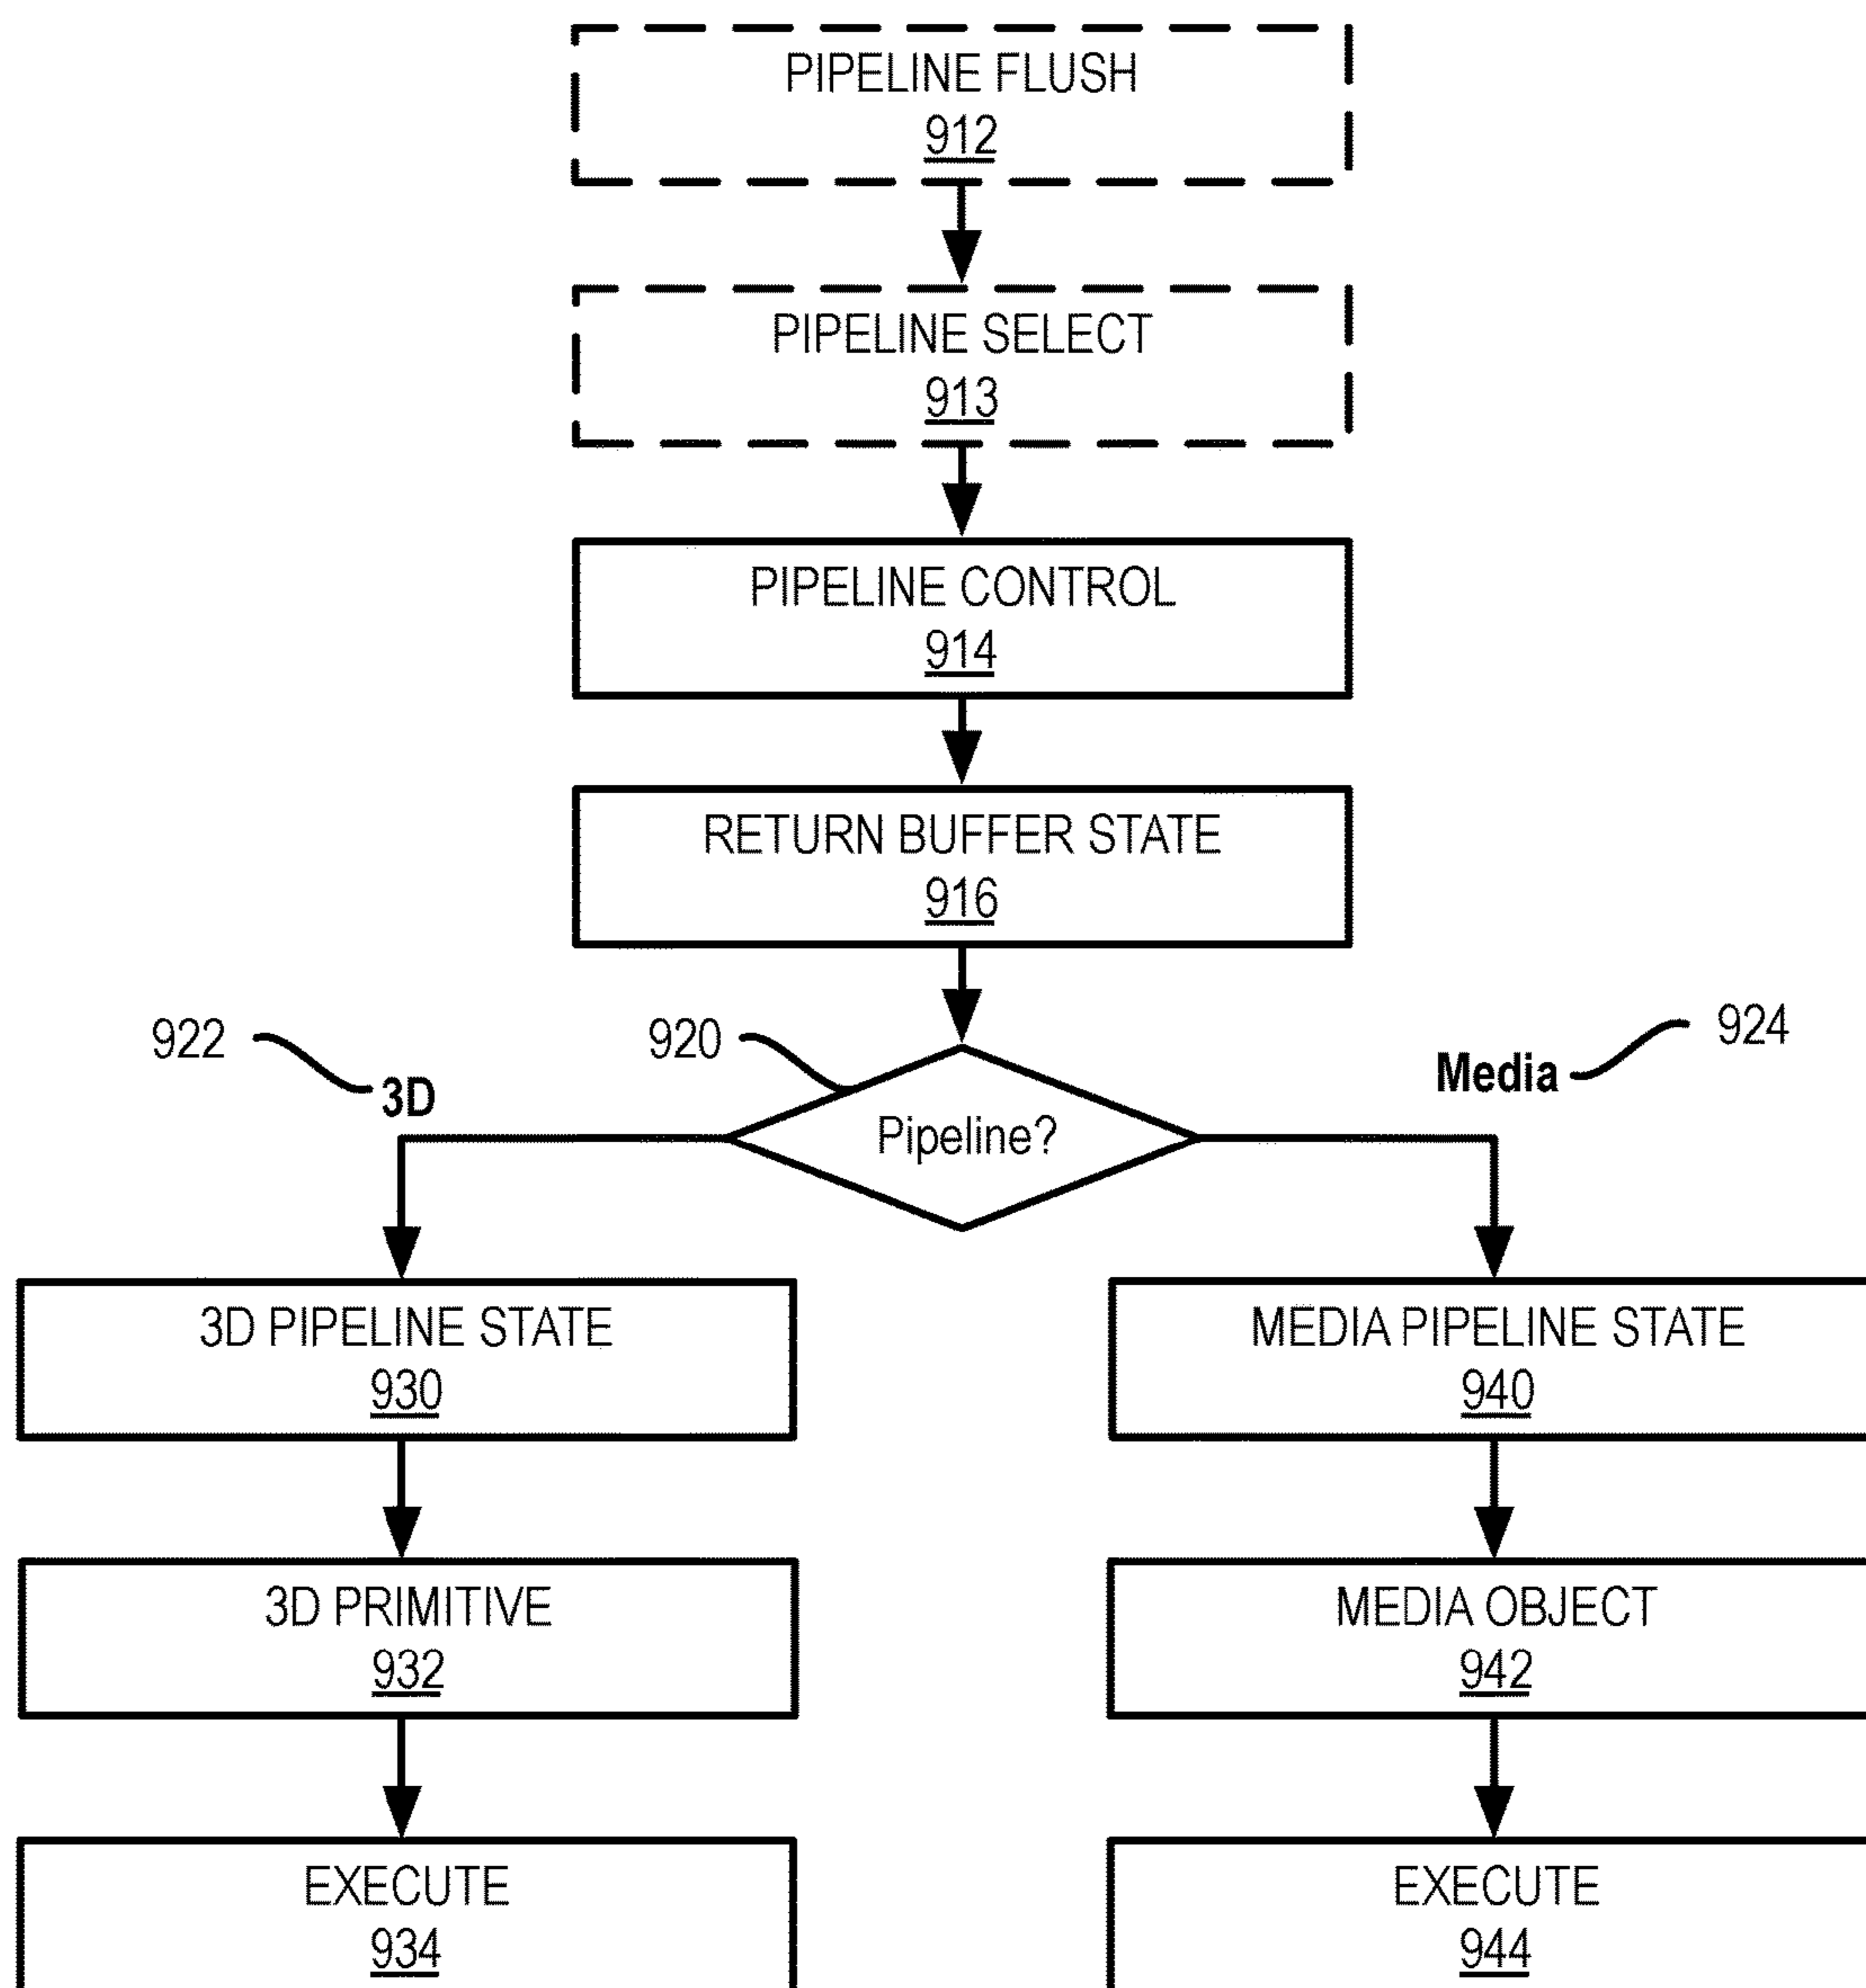 PIPELINE FLUSH
912
PIPELINE SELECT
913
PIPELINE CONTROL
914
RETURN BUFFER STATE
916
922
920
924
3D
Media
Pipeline?
3D PIPELINE STATE
930
MEDIA PIPELINE STATE
940
3D PRIMITIVE
932
MEDIA OBJECT
942
EXECUTE
934
EXECUTE
944